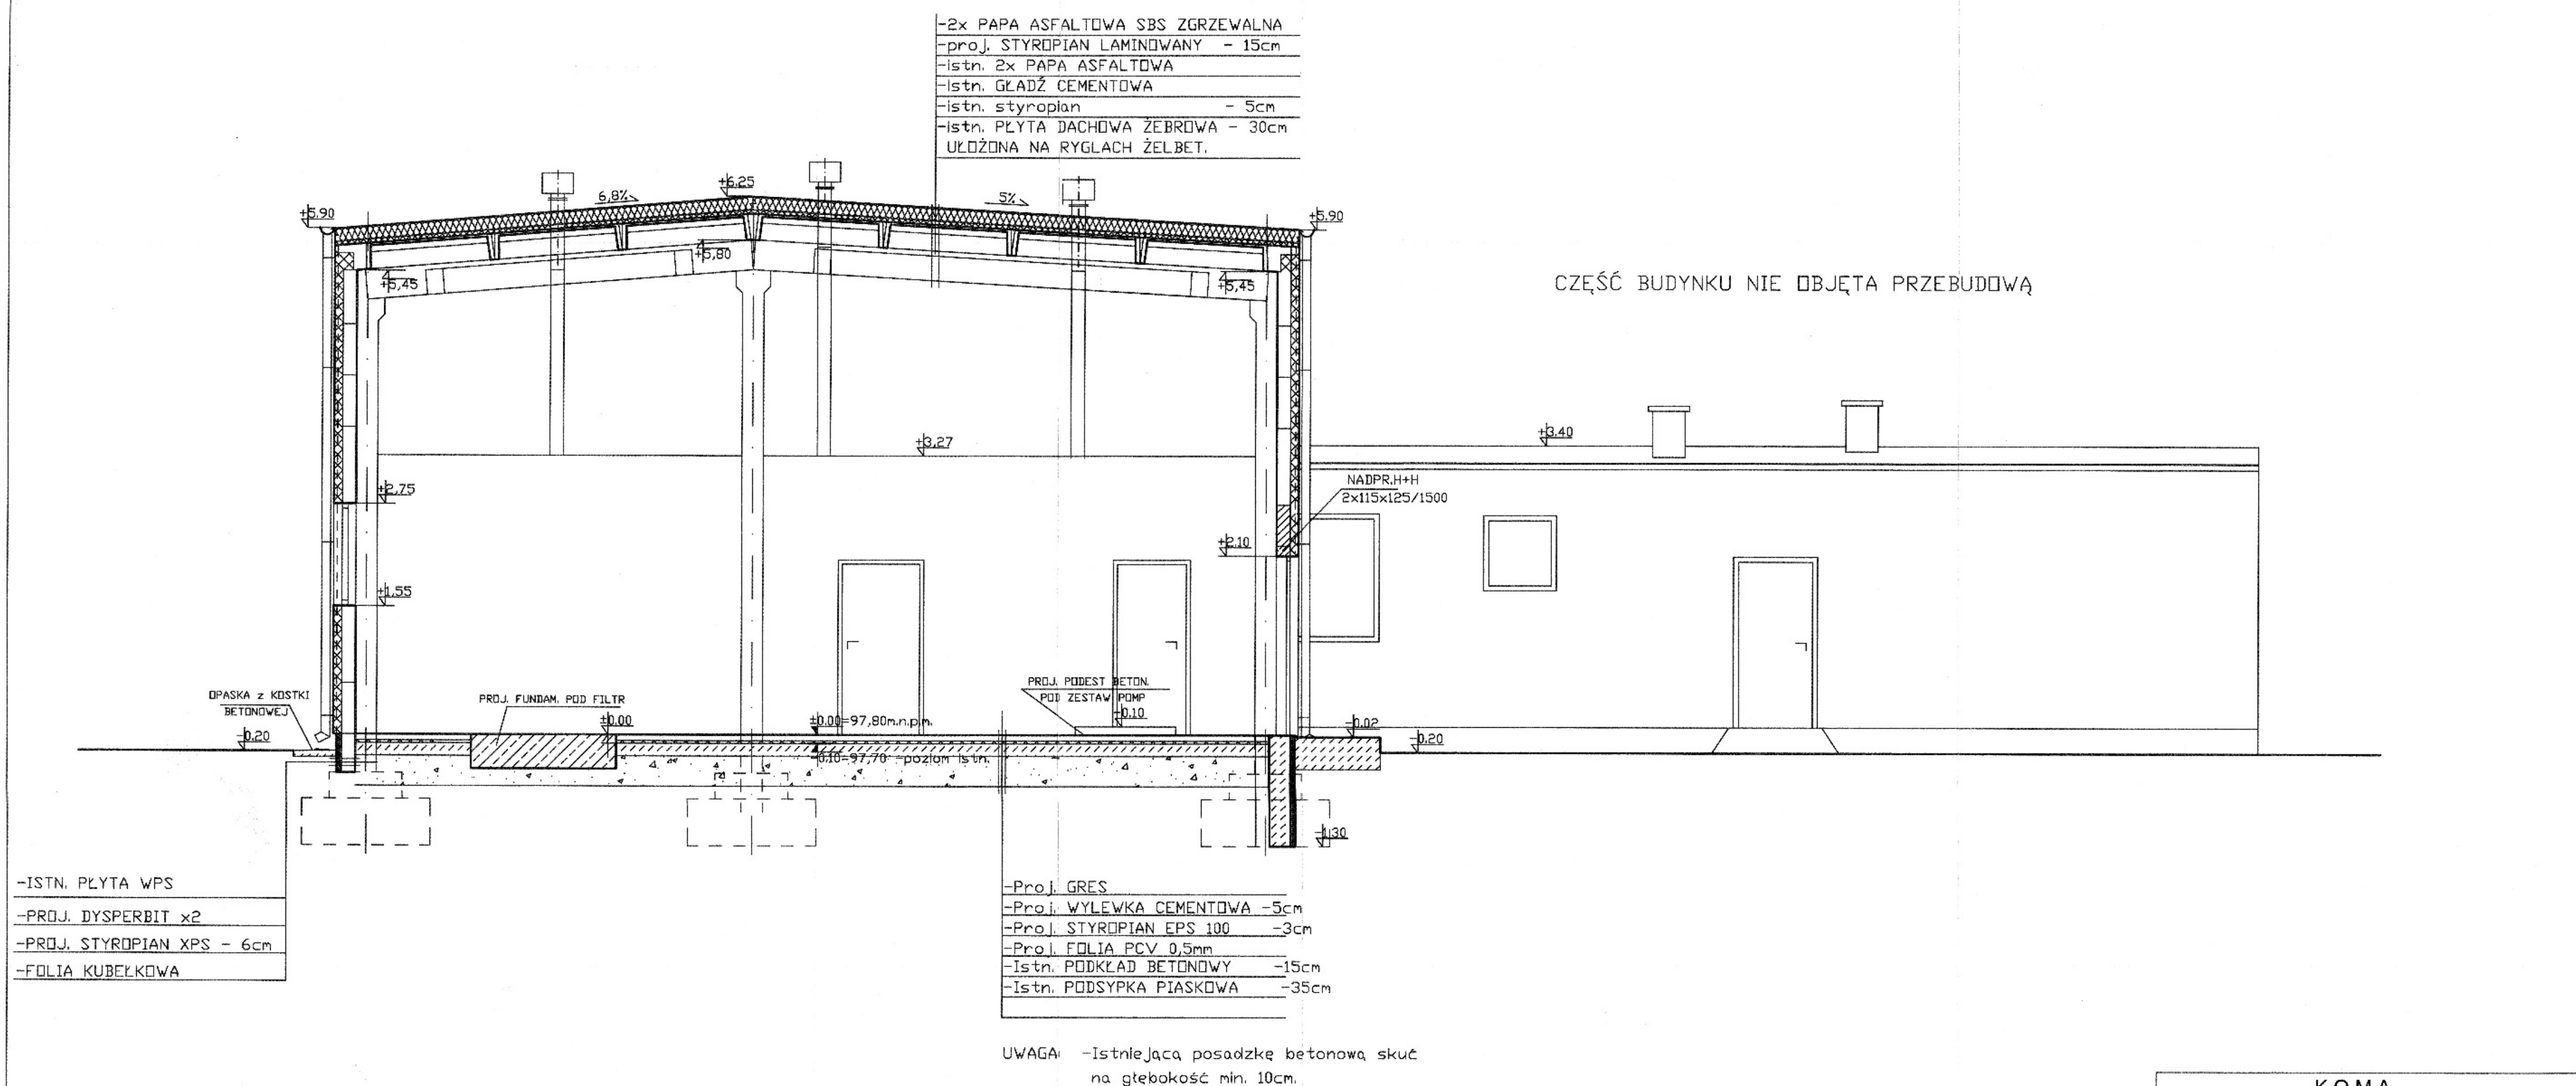 -2x PAPA ASFALTOWA SBS ZGRZEWALNA
-proj. STYROPIAN LAMINOWANY - 15cm
-istn. 2x PAPA ASFALTOWA
-istn. GŁADŹ CEMENTOWA
-istn. styropian - 5cm
-istn. PŁYTA DACHOWA ŻEBROWA - 30cm
UŁOŻONA NA RYGLACH ŻELBET.
+6.25
6,8%
5%
+5.90
+5.90
+5,80
+5,45
+5,45
CZĘŚĆ BUDYNKU NIE OBJĘTA PRZEBUDOWĄ
+3.40
+3,27
NADPR.H+H
2x115x125/1500
+2,75
+2.10
+1,55
OPASKA z KOSTKI
BETONOWEJ
PROJ. FUNDAM. POD FILTR
PROJ. PODEST BETON.
POD ZESTAW POMP
+0.10
±0.00
±0.00=97,80m.n.p.m.
-0.20
-0.02
-0.20
-0.10=97,70 -poziom istn.
-1.30
-ISTN. PŁYTA WPS
-PROJ. DYSPERBIT x2
-PROJ. STYROPIAN XPS - 6cm
-FOLIA KUBEŁKOWA
-Proj. GRES
-Proj. WYLEWKA CEMENTOWA -5cm
-Proj. STYROPIAN EPS 100 -3cm
-Proj. FOLIA PCV 0,5mm
-Istn. PODKŁAD BETONOWY -15cm
-Istn. PODSYPKA PIASKOWA -35cm
UWAGA: -Istniejącą posadzkę betonową skuć
na głębokość min. 10cm.
KOMA